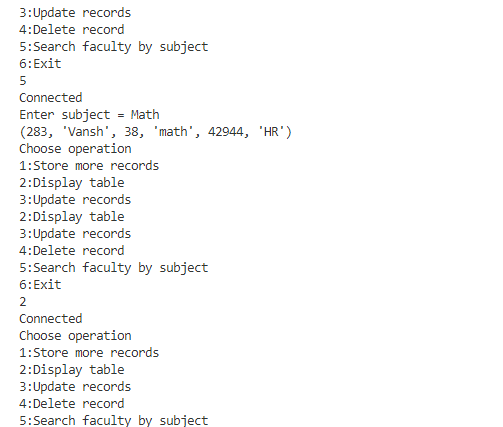 3:Update records
4:Delete record
5:Search faculty by subject
6:Exit
5
Connected
Enter subject = Math
(283, 'Vansh', 38, 'math', 42944, 'HR')
Choose operation
1:Store more records
2:Display table
3:Update records
2:Display table
3:Update records
4:Delete record
5:Search faculty by subject
6:Exit
2
Connected
Choose operation
1:Store more records
2:Display table
3:Update records
4:Delete record
5:Search faculty by subject